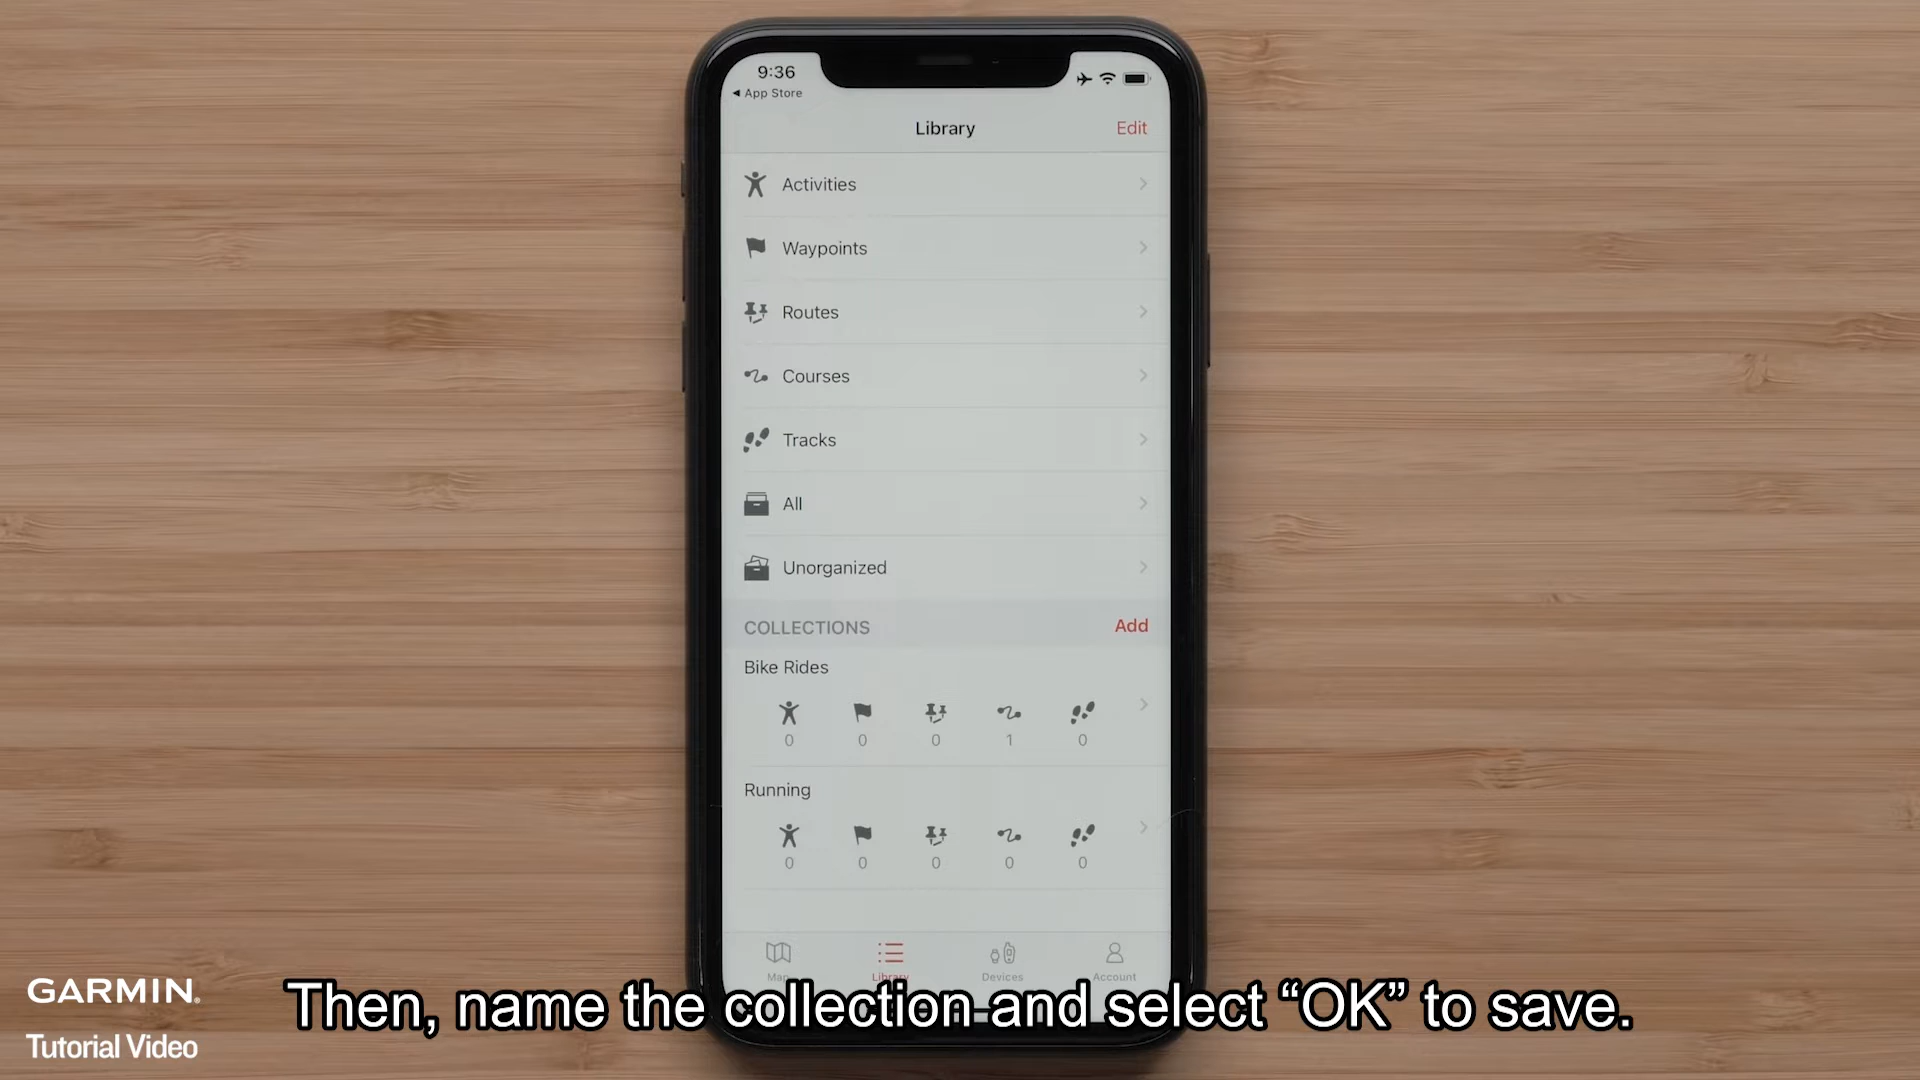 9:36
◀ App Store
Library
Edit
Activities
Waypoints
Routes
Courses
Tracks
All
Unorganized
COLLECTIONS
Add
Bike Rides
0 0 0 1 0
Running
0 0 0 0 0
Map
Library
Devices
Account
Then, name the collection and select “OK” to save.
GARMIN.
Tutorial Video